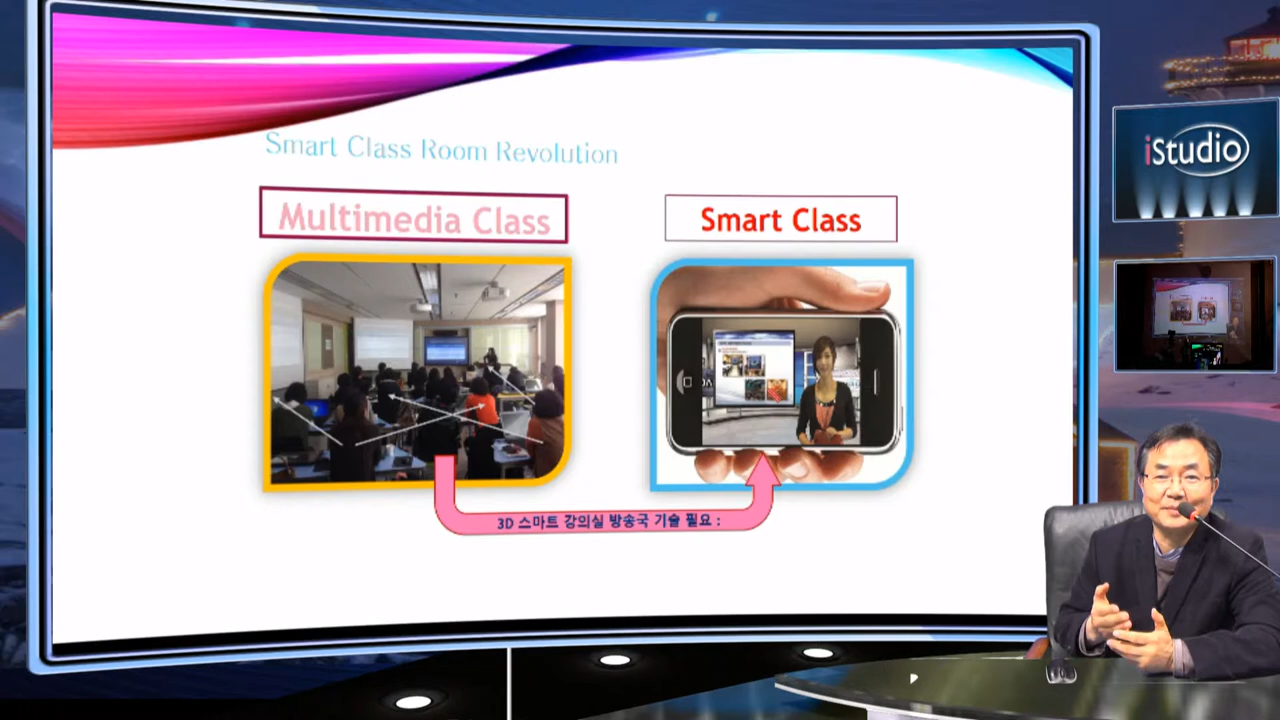 Smart Class Room Revolution
Multimedia Class
Smart Class
3D 스마트 강의실 방송국 기술 필요 :
iStudio